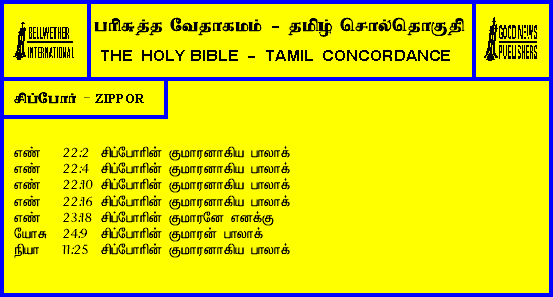 BELLWETHER
INTERNATIONAL
பரிசுத்த வேதாகமம் - தமிழ் சொல்தொகுதி
THE HOLY BIBLE - TAMIL CONCORDANCE
GOOD NEWS
PUBLISHERS
சிப்போர் - ZIPPOR
எண் 22:2 சிப்போரின் குமாரனாகிய பாலாக்
எண் 22:4 சிப்போரின் குமாரனாகிய பாலாக்
எண் 22:10 சிப்போரின் குமாரனாகிய பாலாக்
எண் 22:16 சிப்போரின் குமாரனாகிய பாலாக்
எண் 23:18 சிப்போரின் குமாரனே எனக்கு
யோசு 24:9 சிப்போரின் குமாரன் பாலாக்
நியா 11:25 சிப்போரின் குமாரனாகிய பாலாக்